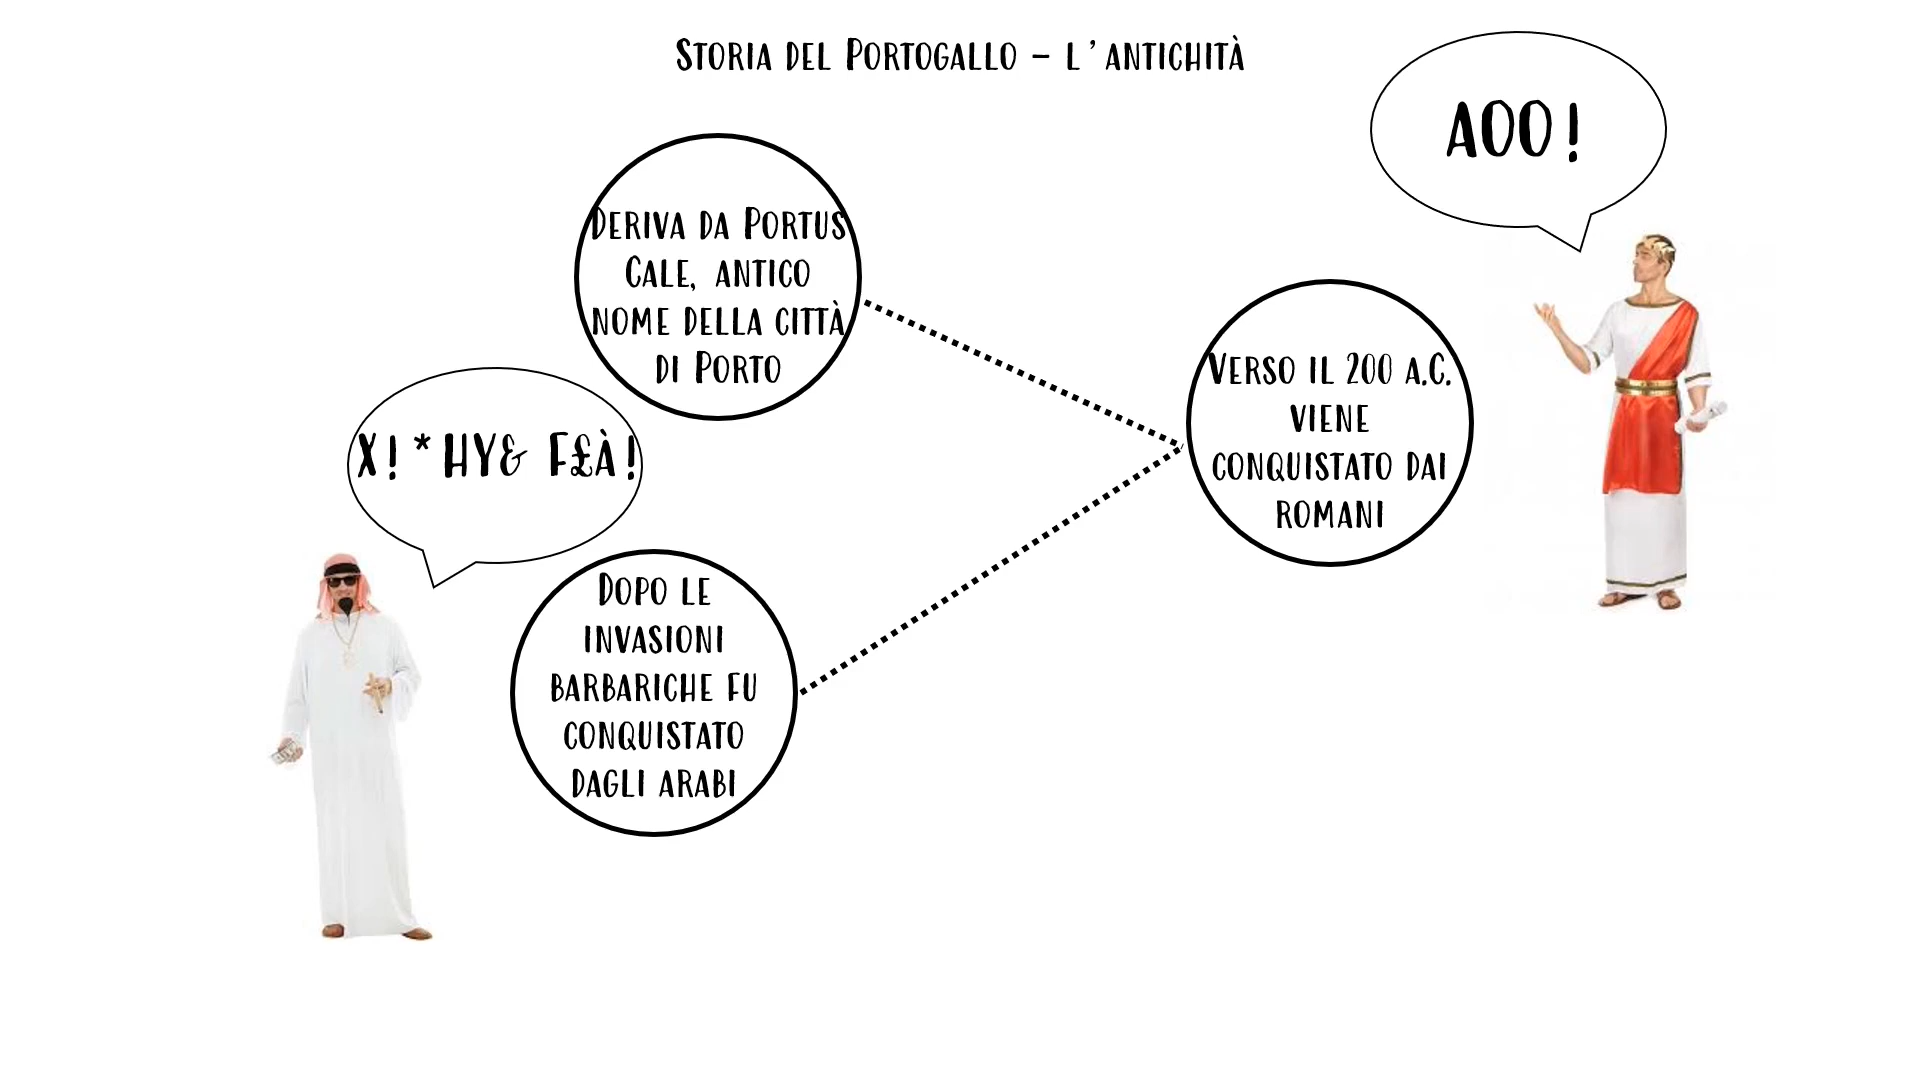 Storia del Portogallo – l'antichità
AOO!
Deriva da Portus
Cale, antico
nome della città
di Porto
Verso il 200 a.C.
viene
conquistato dai
romani
X!*HY& F£À!
Dopo le
invasioni
barbariche fu
conquistato
dagli arabi